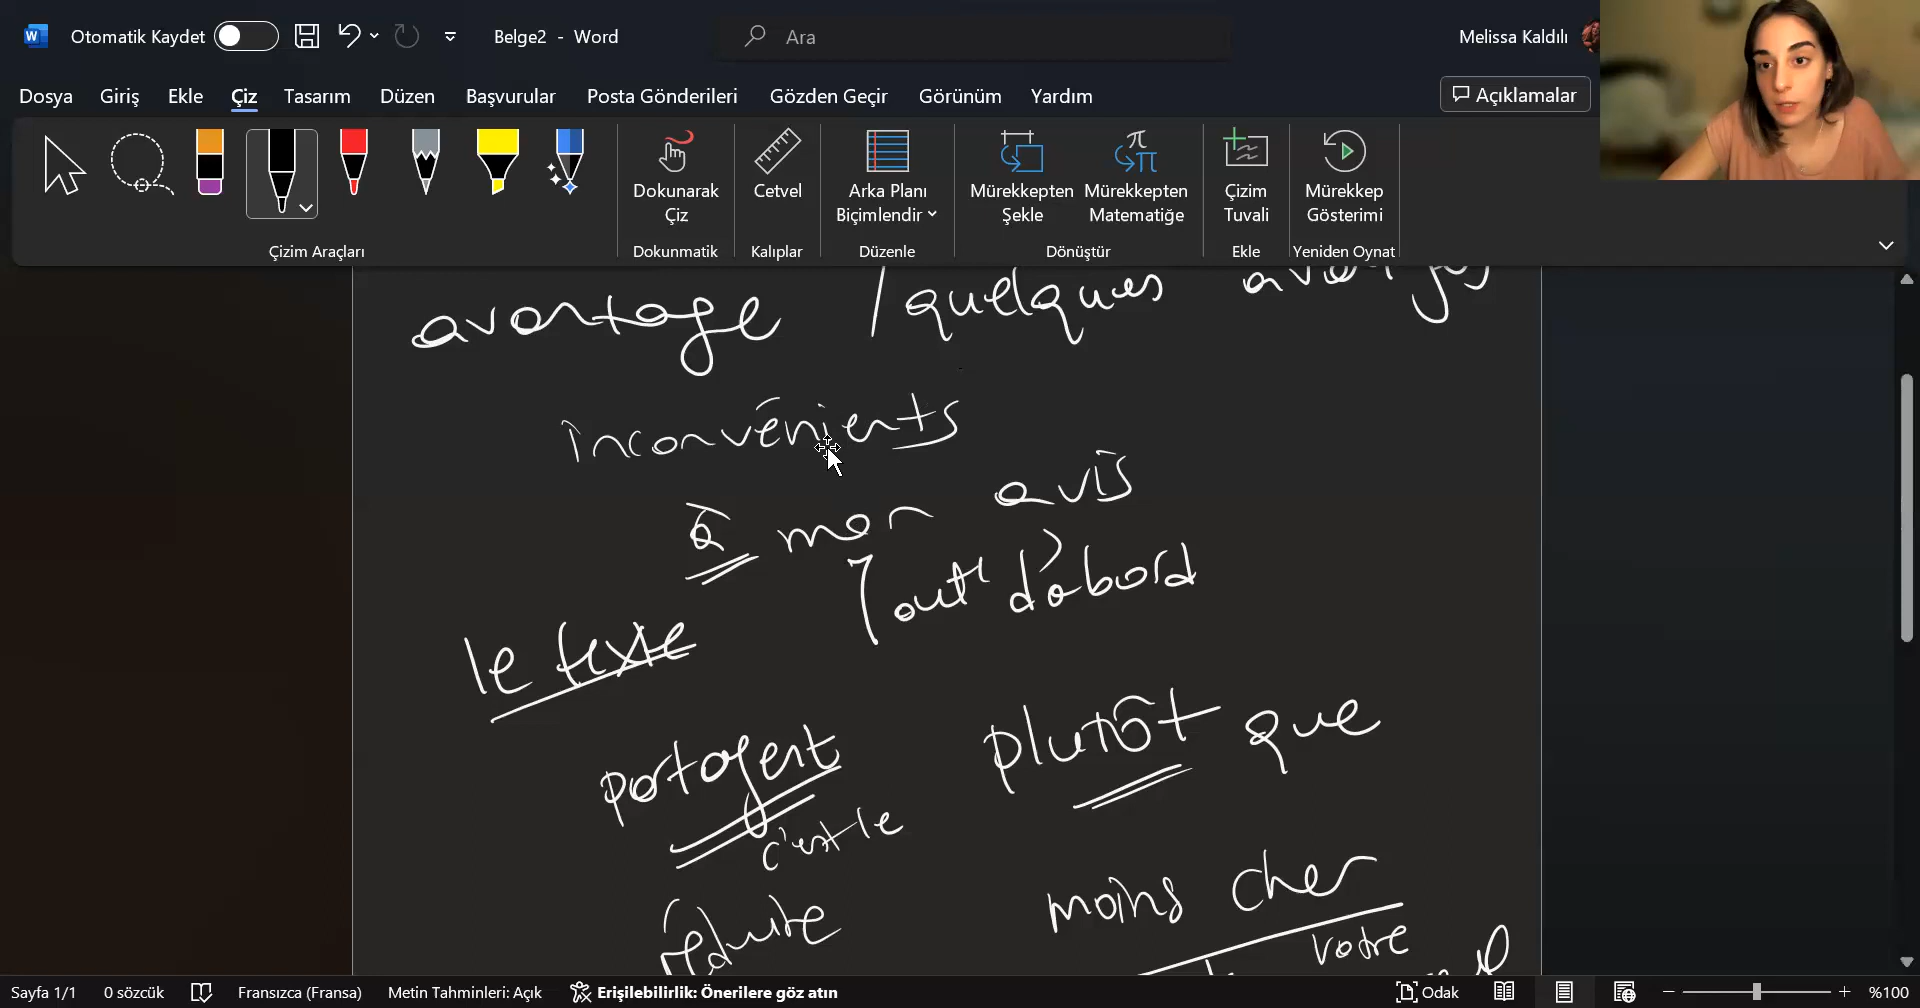 Otomatik Kaydet
Belge2 - Word
Ara
Melissa Kaldılı
Dosya Giriş Ekle Çiz Tasarım Düzen Başvurular Posta Gönderileri Gözden Geçir Görünüm Yardım
Açıklamalar
Dokunarak Çiz
Cetvel
Arka Planı Biçimlendir
Mürekkepten Şekle
Mürekkepten Matematiğe
Çizim Tuvali
Mürekkep Gösterimi
Çizim Araçları
Dokunmatik
Kalıplar
Düzenle
Dönüştür
Ekle
Yeniden Oynat
avantage / quelques
inconvénients
à mon avis
Tout d'abord
le texte
partagent plutôt que
c'est le
réduire moins cher
votre
Sayfa 1/1 0 sözcük Fransızca (Fransa) Metin Tahminleri: Açık Erişilebilirlik: Önerilere göz atın Odak %100